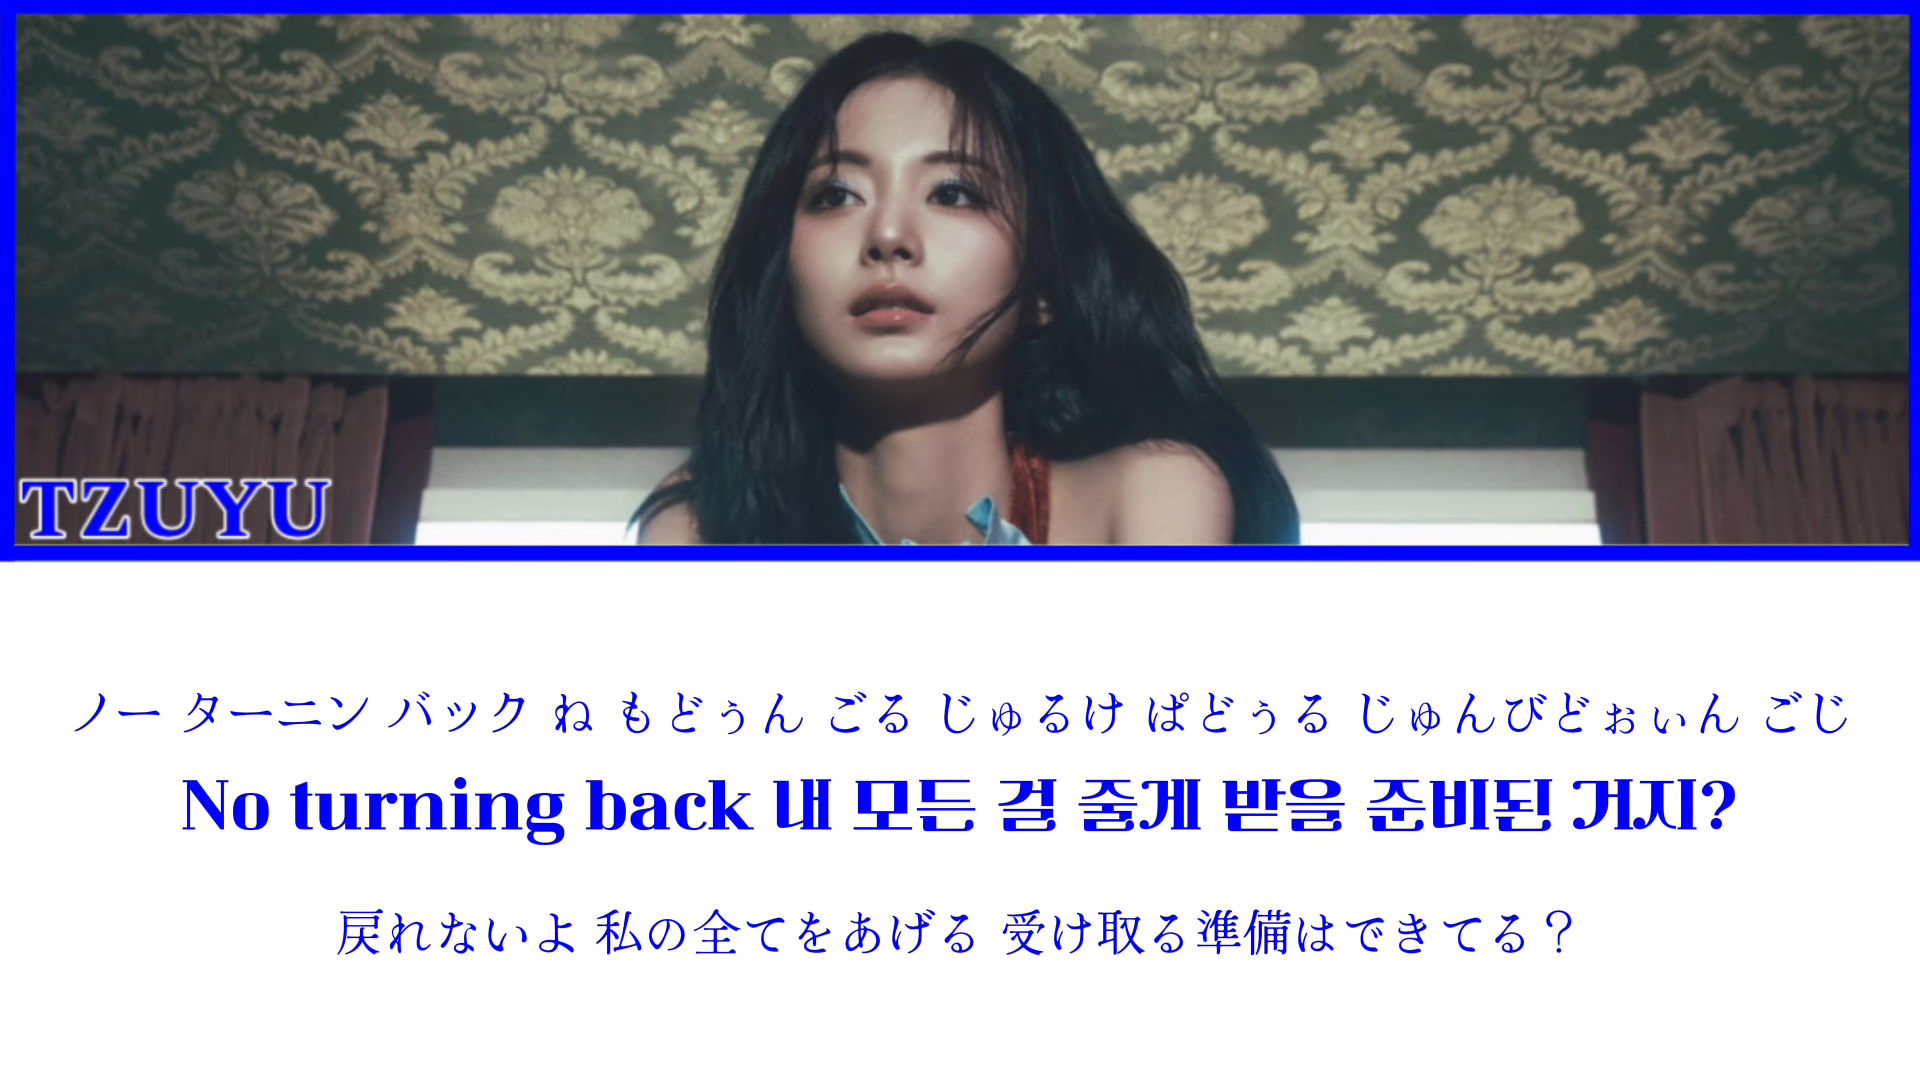 TZUYU
ノー ターニン バック ね もどぅん ごる じゅるけ ぱどぅる じゅんびどぉぃん ごじ
No turning back 내 모든 걸 줄게 받을 준비된 거지?
戻れないよ 私の全てをあげる 受け取る準備はできてる？